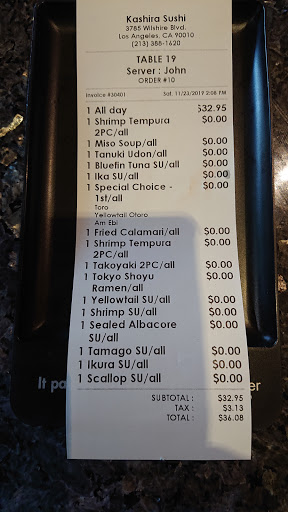 Kashira Sushi
3785 Wilshire Blvd.
Los Angeles, CA 90010
(213) 388-1620
TABLE 19
Server : John
ORDER #10
Invoice #30401 Sat, 11/23/2019 2:08 PM
1 All day $32.95
1 Shrimp Tempura $0.00
2PC/all
1 Miso Soup/all $0.00
1 Tanuki Udon/all $0.00
1 Bluefin Tuna SU/all $0.00
1 Ika SU/all $0.00
1 Special Choice - $0.00
1st/all
Toro
Yellowtail Otoro
Am Ebi
1 Fried Calamari/all $0.00
1 Shrimp Tempura $0.00
2PC/all
1 Takoyaki 2PC/all $0.00
1 Tokyo Shoyu $0.00
Ramen/all
1 Yellowtail SU/all $0.00
1 Shrimp SU/all $0.00
1 Sealed Albacore $0.00
SU/all
1 Tamago SU/all $0.00
1 Ikura SU/all $0.00
1 Scallop SU/all $0.00
SUBTOTAL : $32.95
TAX : $3.13
TOTAL : $36.08
It pa
er